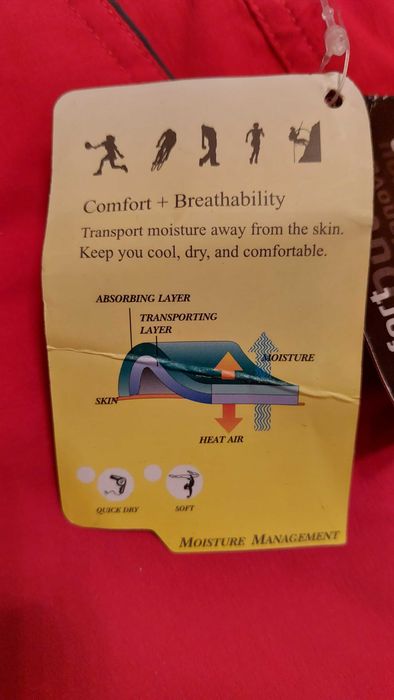 Comfort + Breathability
Transport moisture away from the skin.
Keep you cool, dry, and comfortable.
ABSORBING LAYER
TRANSPORTING
LAYER
MOISTURE
SKIN
HEAT AIR
QUICK DRY
SOFT
MOISTURE MANAGEMENT